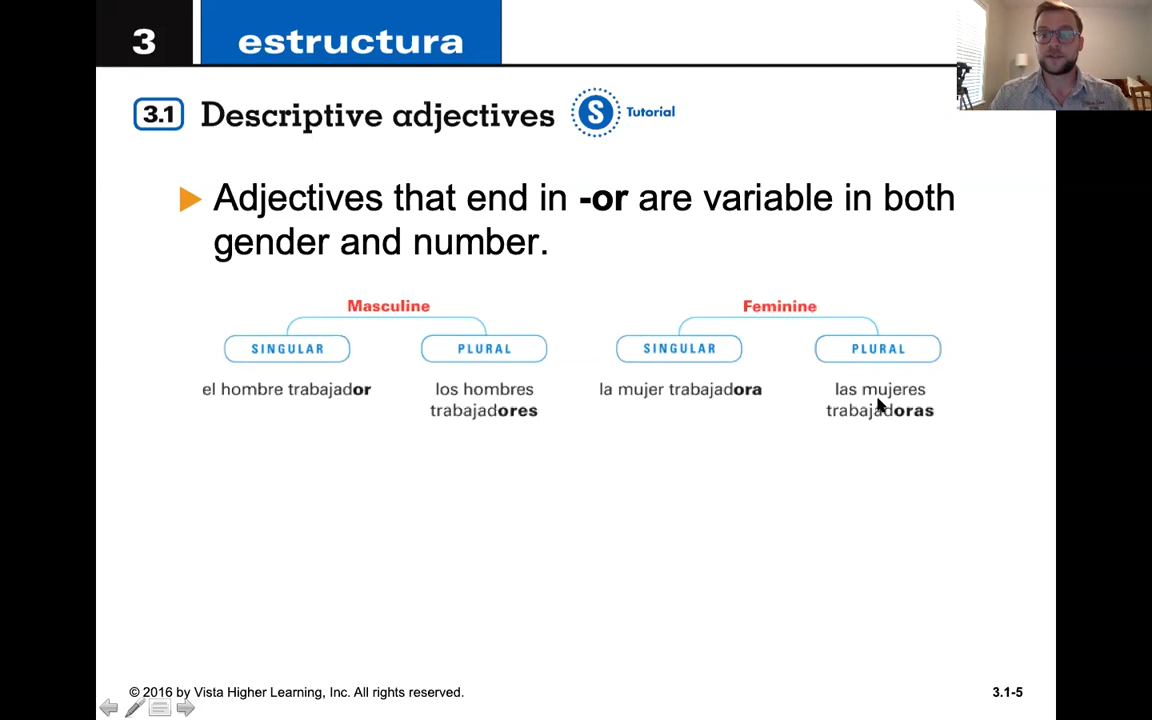 3 estructura
3.1 Descriptive adjectives S Tutorial
Adjectives that end in -or are variable in both
gender and number.
Masculine
Feminine
SINGULAR
PLURAL
SINGULAR
PLURAL
el hombre trabajador
los hombres
trabajadores
la mujer trabajadora
las mujeres
trabajadoras
© 2016 by Vista Higher Learning, Inc. All rights reserved.
3.1-5